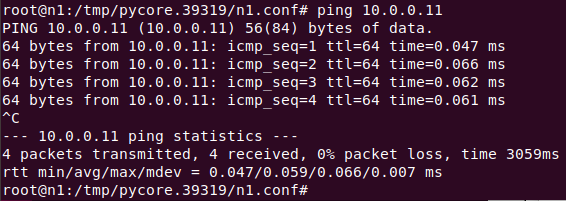 root@n1:/tmp/pycore.39319/n1.conf# ping 10.0.0.11
PING 10.0.0.11 (10.0.0.11) 56(84) bytes of data.
64 bytes from 10.0.0.11: icmp_seq=1 ttl=64 time=0.047 ms
64 bytes from 10.0.0.11: icmp_seq=2 ttl=64 time=0.066 ms
64 bytes from 10.0.0.11: icmp_seq=3 ttl=64 time=0.062 ms
64 bytes from 10.0.0.11: icmp_seq=4 ttl=64 time=0.061 ms
^C
--- 10.0.0.11 ping statistics ---
4 packets transmitted, 4 received, 0% packet loss, time 3059ms
rtt min/avg/max/mdev = 0.047/0.059/0.066/0.007 ms
root@n1:/tmp/pycore.39319/n1.conf#